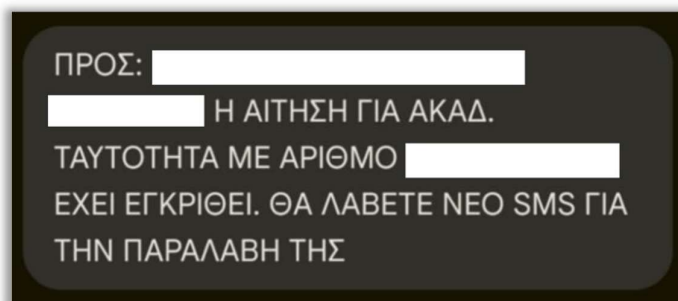 ΠΡΟΣ:
Η ΑΙΤΗΣΗ ΓΙΑ ΑΚΑΔ.
ΤΑΥΤΟΤΗΤΑ ΜΕ ΑΡΙΘΜΟ
ΕΧΕΙ ΕΓΚΡΙΘΕΙ. ΘΑ ΛΑΒΕΤΕ ΝΕΟ SMS ΓΙΑ
ΤΗΝ ΠΑΡΑΛΑΒΗ ΤΗΣ